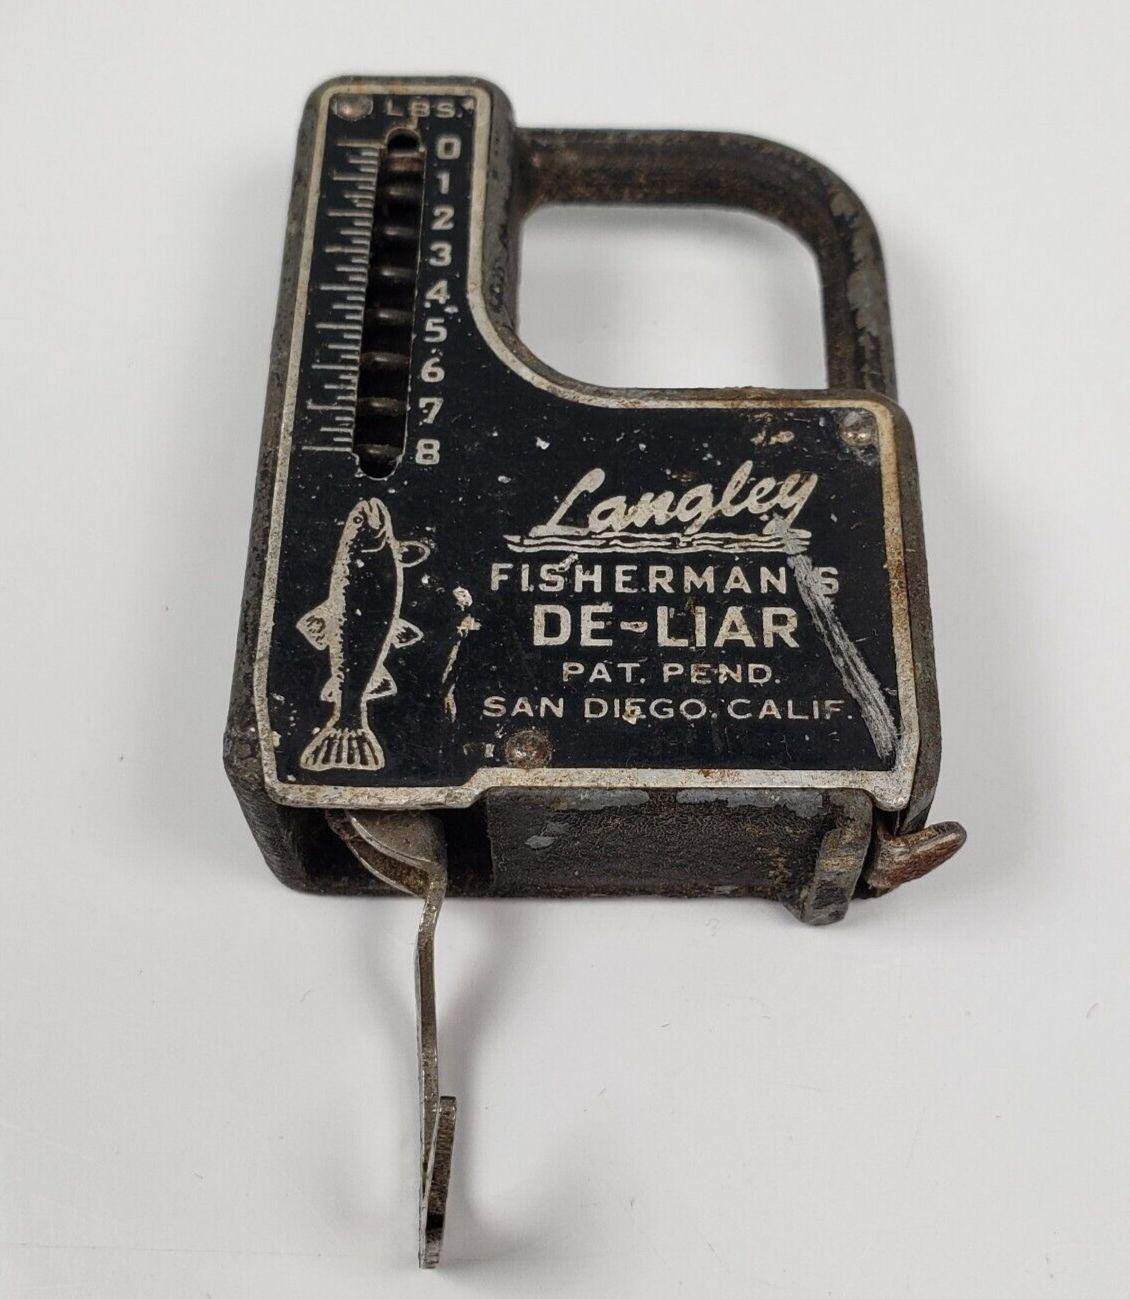 LBS.
0
1
2
3
4
5
6
7
8
Langley
FISHERMAN'S
DE-LIAR
PAT. PEND.
SAN DIEGO, CALIF.